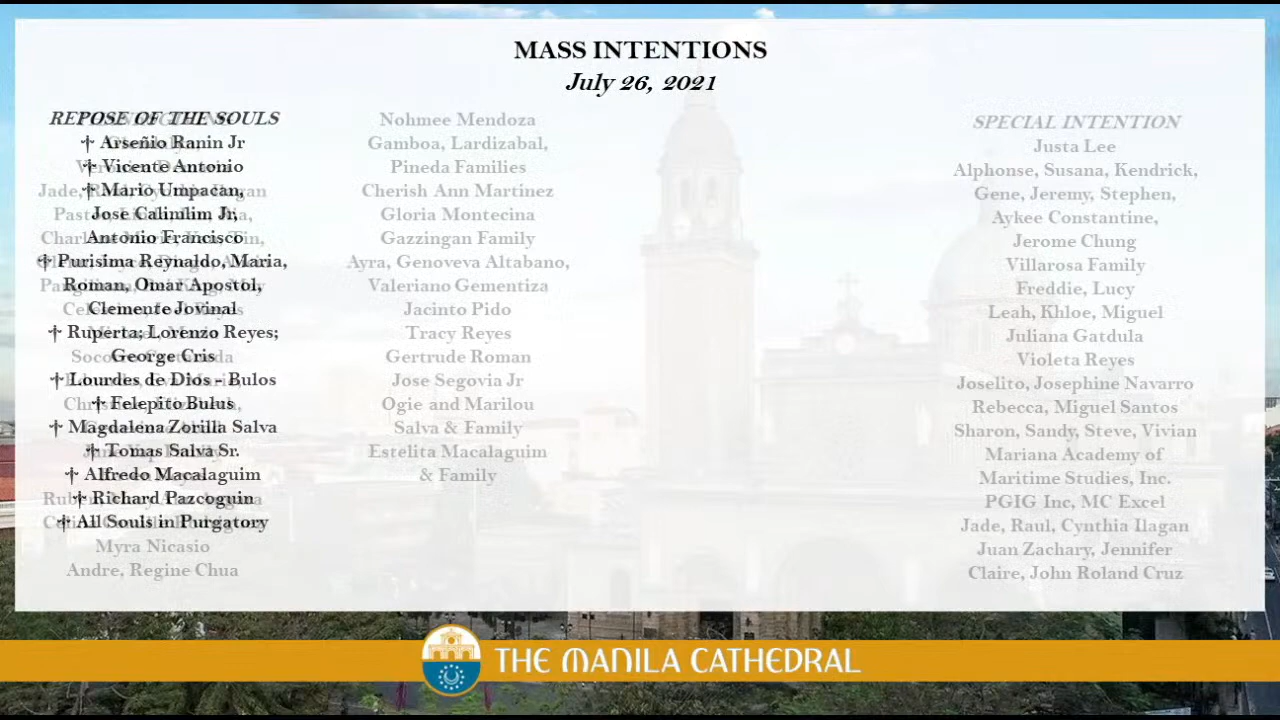 MASS INTENTIONS
July 26, 2021
REPOSE OF THE SOULS
† Arsenio Ranin Jr
† Vicente Antonio
† Mario Umpacan,
Jose Calimlim Jr,
Antonio Francisco
† Purisima Reynaldo, Maria,
Roman, Omar Apostol,
Clemente Jovinal
† Ruperta; Lorenzo Reyes;
George Cris
† Lourdes de Dios - Bulos
† Felepito Bulus
† Magdalena Zorilla Salva
† Tomas Salva Sr.
† Alfredo Macalaguim
† Richard Pazcoguin
† All Souls in Purgatory
Myra Nicasio
Andre, Regine Chua
Nohmee Mendoza
Gamboa, Lardizabal,
Pineda Families
Cherish Ann Martinez
Gloria Montecina
Gazzingan Family
Ayra, Genoveva Altabano,
Valeriano Gementiza
Jacinto Pido
Tracy Reyes
Gertrude Roman
Jose Segovia Jr
Ogie and Marilou
Salva & Family
Estelita Macalaguim
& Family
SPECIAL INTENTION
Justa Lee
Alphonse, Susana, Kendrick,
Gene, Jeremy, Stephen,
Aykee Constantine,
Jerome Chung
Villarosa Family
Freddie, Lucy
Leah, Khloe, Miguel
Juliana Gatdula
Violeta Reyes
Joselito, Josephine Navarro
Rebecca, Miguel Santos
Sharon, Sandy, Steve, Vivian
Mariana Academy of
Maritime Studies, Inc.
PGIG Inc, MC Excel
Jade, Raul, Cynthia Ilagan
Juan Zachary, Jennifer
Claire, John Roland Cruz
THE MANILA CATHEDRAL